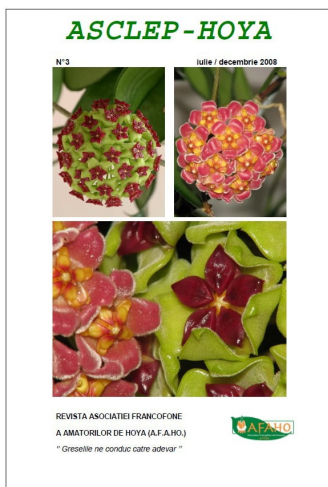 ASCLEP-HOYA
N°3 iulie / decembrie 2008
REVISTA ASOCIATIEI FRANCOFONE
A AMATORILOR DE HOYA (A.F.A.HO.)
" Greselile ne conduc catre adevar "
AFAHO